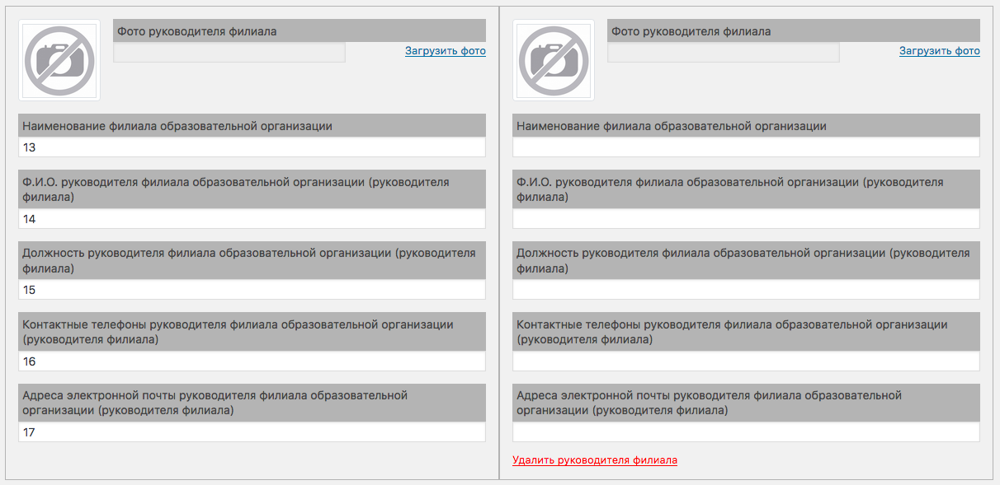 Фото руководителя филиала
Загрузить фото
Наименование филиала образовательной организации
13
Ф.И.О. руководителя филиала образовательной организации (руководителя
филиала)
14
Должность руководителя филиала образовательной организации (руководителя
филиала)
15
Контактные телефоны руководителя филиала образовательной организации
(руководителя филиала)
16
Адреса электронной почты руководителя филиала образовательной
организации (руководителя филиала)
17
Фото руководителя филиала
Загрузить фото
Наименование филиала образовательной организации
Ф.И.О. руководителя филиала образовательной организации (руководителя
филиала)
Должность руководителя филиала образовательной организации (руководителя
филиала)
Контактные телефоны руководителя филиала образовательной организации
(руководителя филиала)
Адреса электронной почты руководителя филиала образовательной
организации (руководителя филиала)
Удалить руководителя филиала